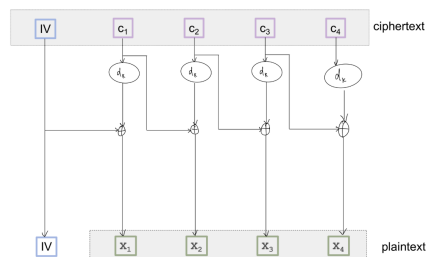 IV c₁ c₂ c₃ c₄ ciphertext
dₖ dₖ dₖ dₖ
IV x₁ x₂ x₃ x₄ plaintext